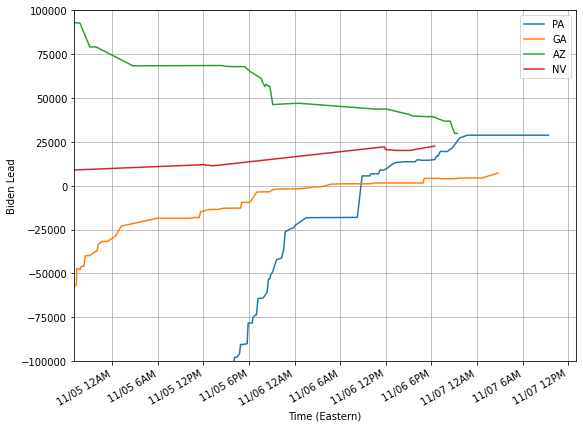 100000
75000
50000
25000
0
−25000
−50000
−75000
−100000
Biden Lead
PA
GA
AZ
NV
11/05 12AM
11/05 6AM
11/05 12PM
11/05 6PM
11/06 12AM
11/06 6AM
11/06 12PM
11/06 6PM
11/07 12AM
11/07 6AM
11/07 12PM
Time (Eastern)